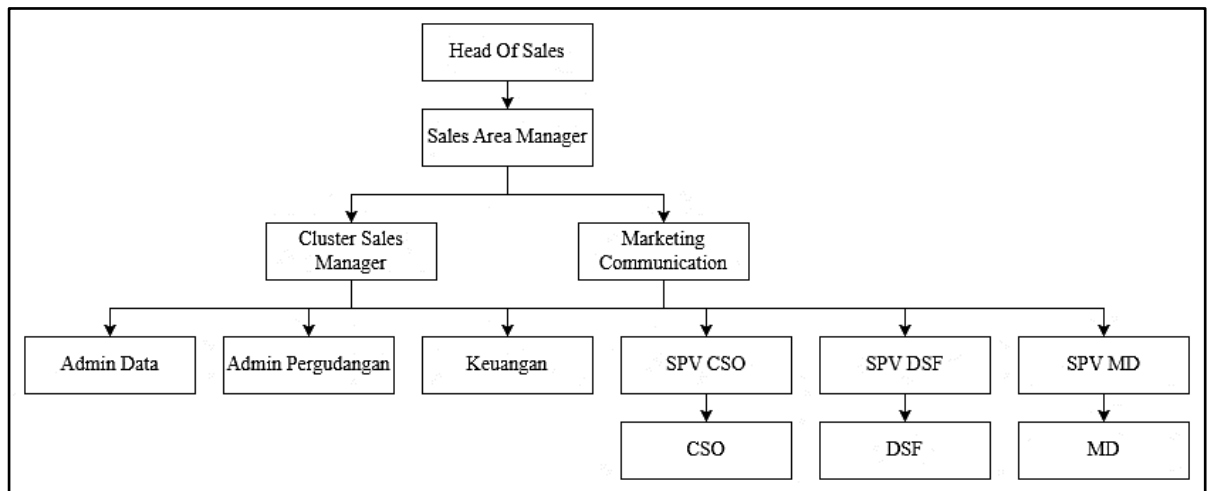 Head Of Sales
Sales Area Manager
Cluster Sales
Manager
Marketing
Communication
Admin Data
Admin Pergudangan
Keuangan
SPV CSO
SPV DSF
SPV MD
CSO
DSF
MD